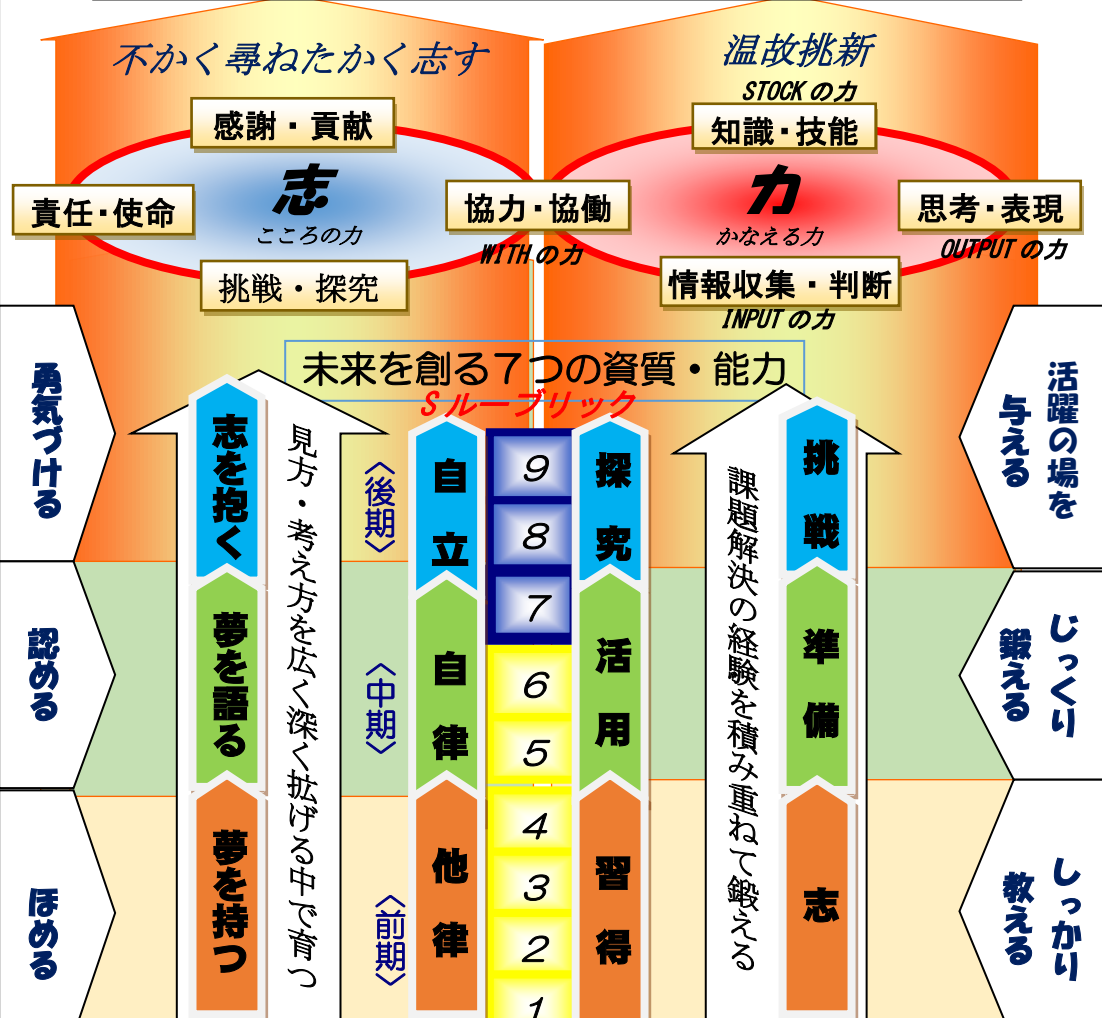 不かく尋ねたかく志す
温故挑新
STOCKの力
感謝・貢献
知識・技能
志
こころの力
力
かなえる力
責任・使命
協力・協働
WITHの力
思考・表現
OUTPUTの力
挑戦・探究
情報収集・判断
INPUTの力
未来を創る７つの資質・能力
Sルーブリック
勇気づける
認める
ほめる
志を抱く
夢を語る
夢を持つ
見方・考え方を広く深く拡げる中で育つ
〈後期〉
〈中期〉
〈前期〉
自立
自律
他律
9
8
7
6
5
4
3
2
1
探究
活用
習得
課題解決の経験を積み重ねて鍛える
挑戦
準備
志
活躍の場を
与える
じっくり
鍛える
しっかり
教える